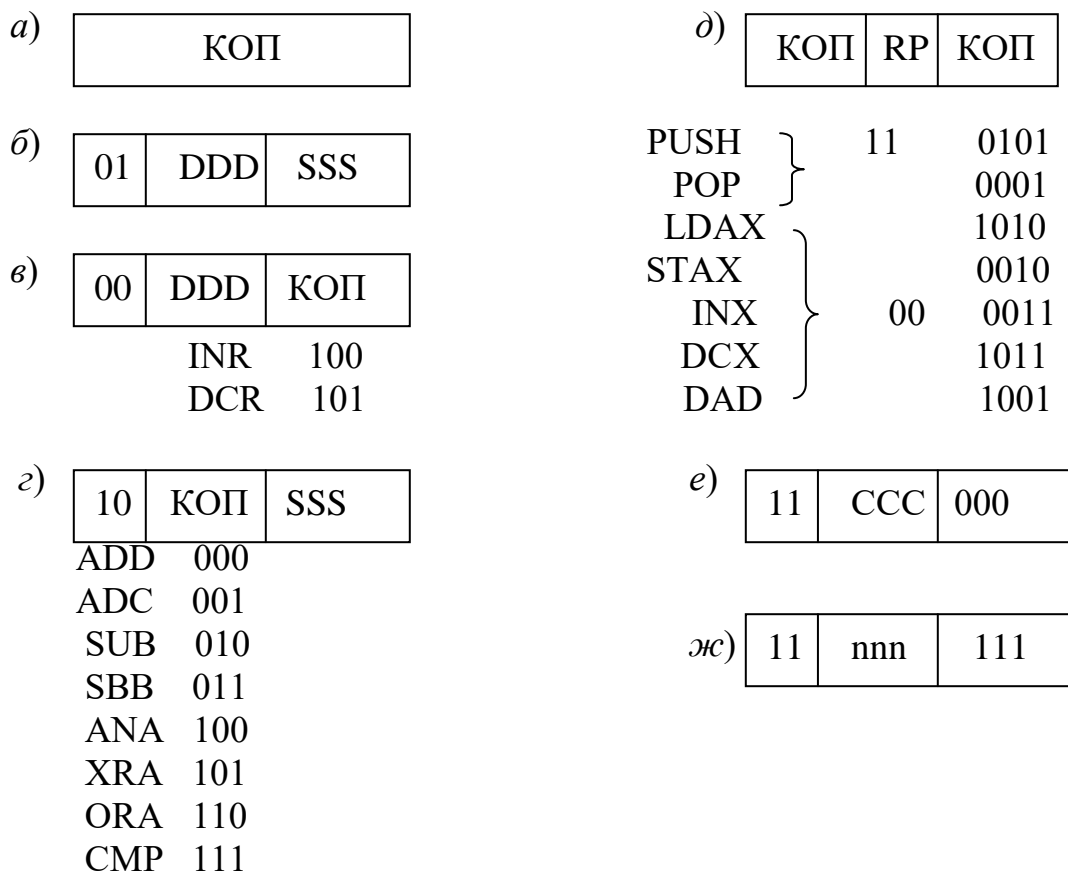 а) КОП
б) 01 DDD SSS
в) 00 DDD КОП
INR 100
DCR 101
г) 10 КОП SSS
ADD 000
ADC 001
SUB 010
SBB 011
ANA 100
XRA 101
ORA 110
CMP 111
д) КОП RP КОП
PUSH 11 0101
POP 0001
LDAX 1010
STAX 0010
INX 00 0011
DCX 1011
DAD 1001
е) 11 CCC 000
ж) 11 nnn 111